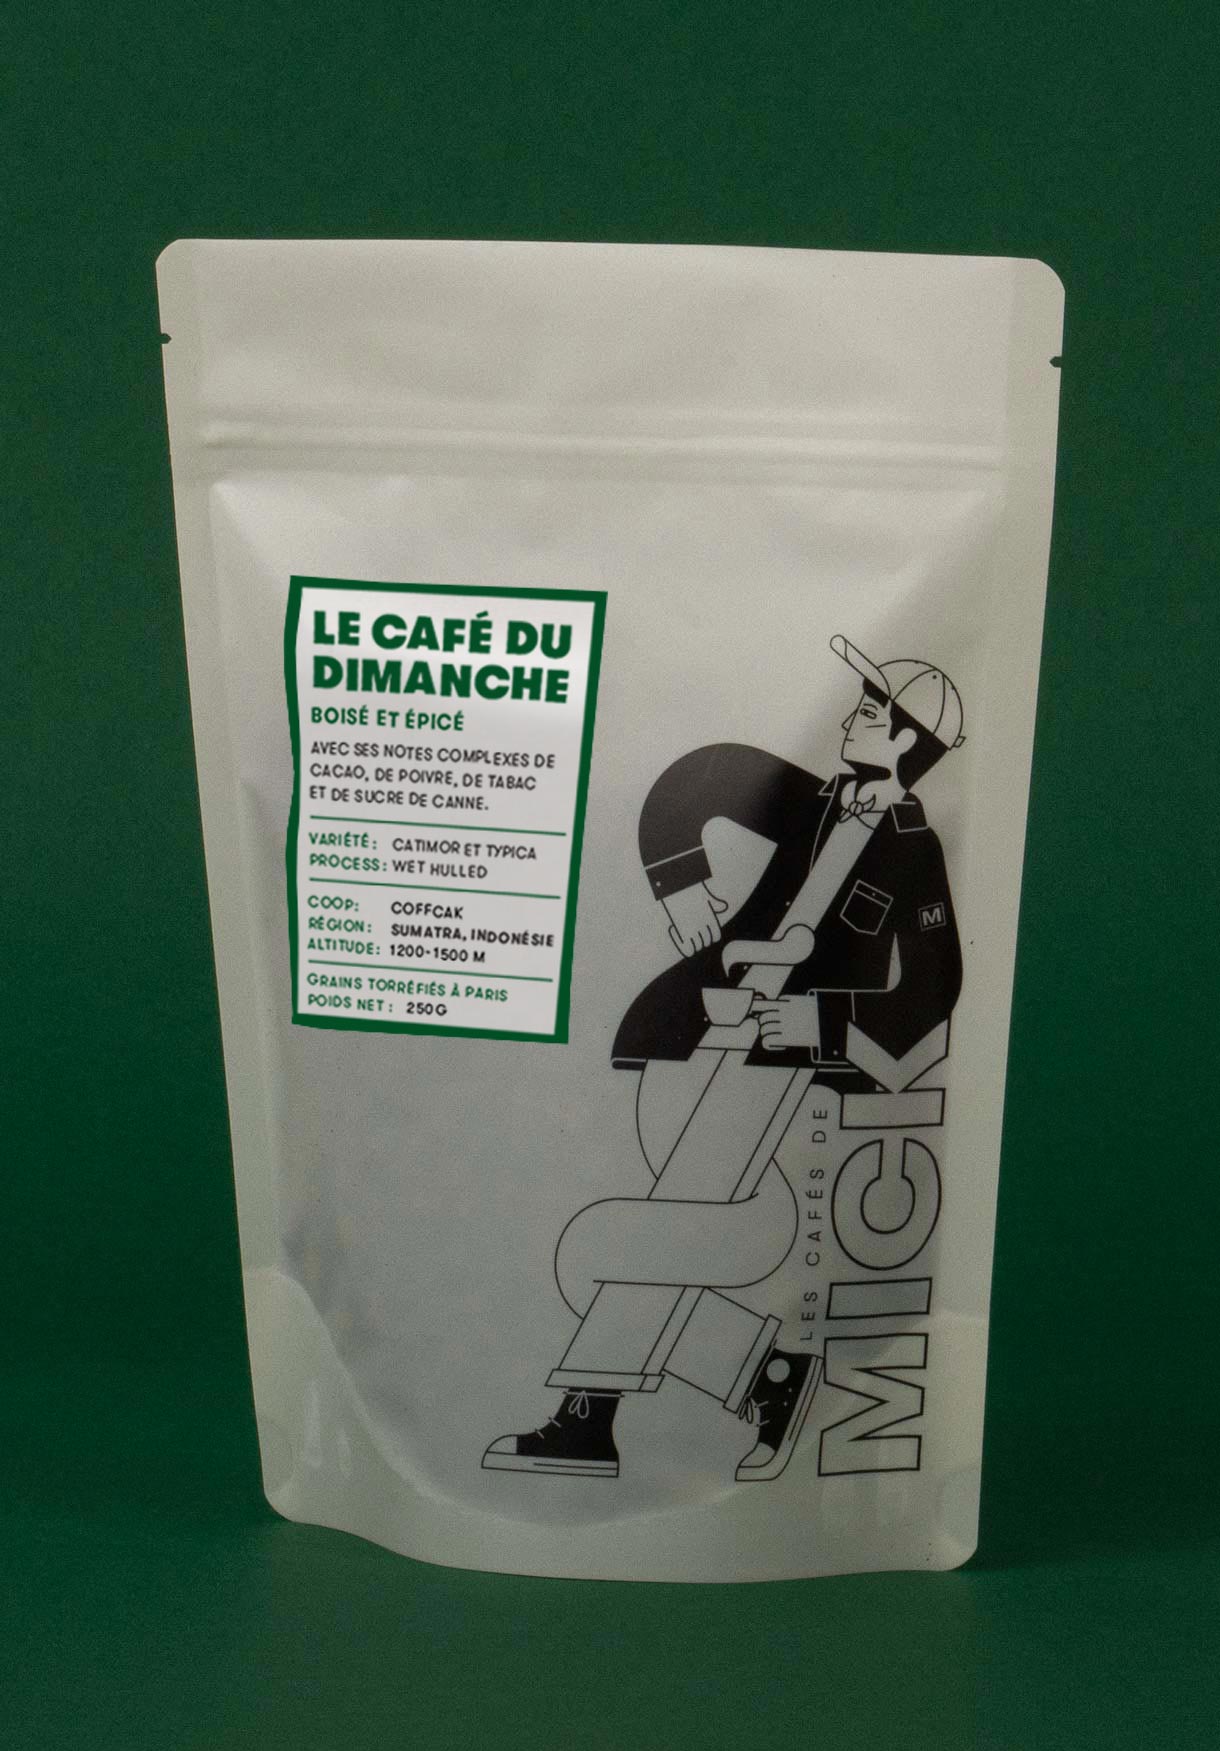 LE CAFÉ DU
DIMANCHE
BOISÉ ET ÉPICÉ
AVEC SES NOTES COMPLEXES DE
CACAO, DE POIVRE, DE TABAC
ET DE SUCRE DE CANNE.
VARIÉTÉ: CATIMOR ET TYPICA
PROCESS: WET HULLED
COOP: COFFCAK
RÉGION: SUMATRA, INDONÉSIE
ALTITUDE: 1200-1500 M
GRAINS TORRÉFIÉS À PARIS
POIDS NET: 250G
M
LES CAFÉS DE
MICK